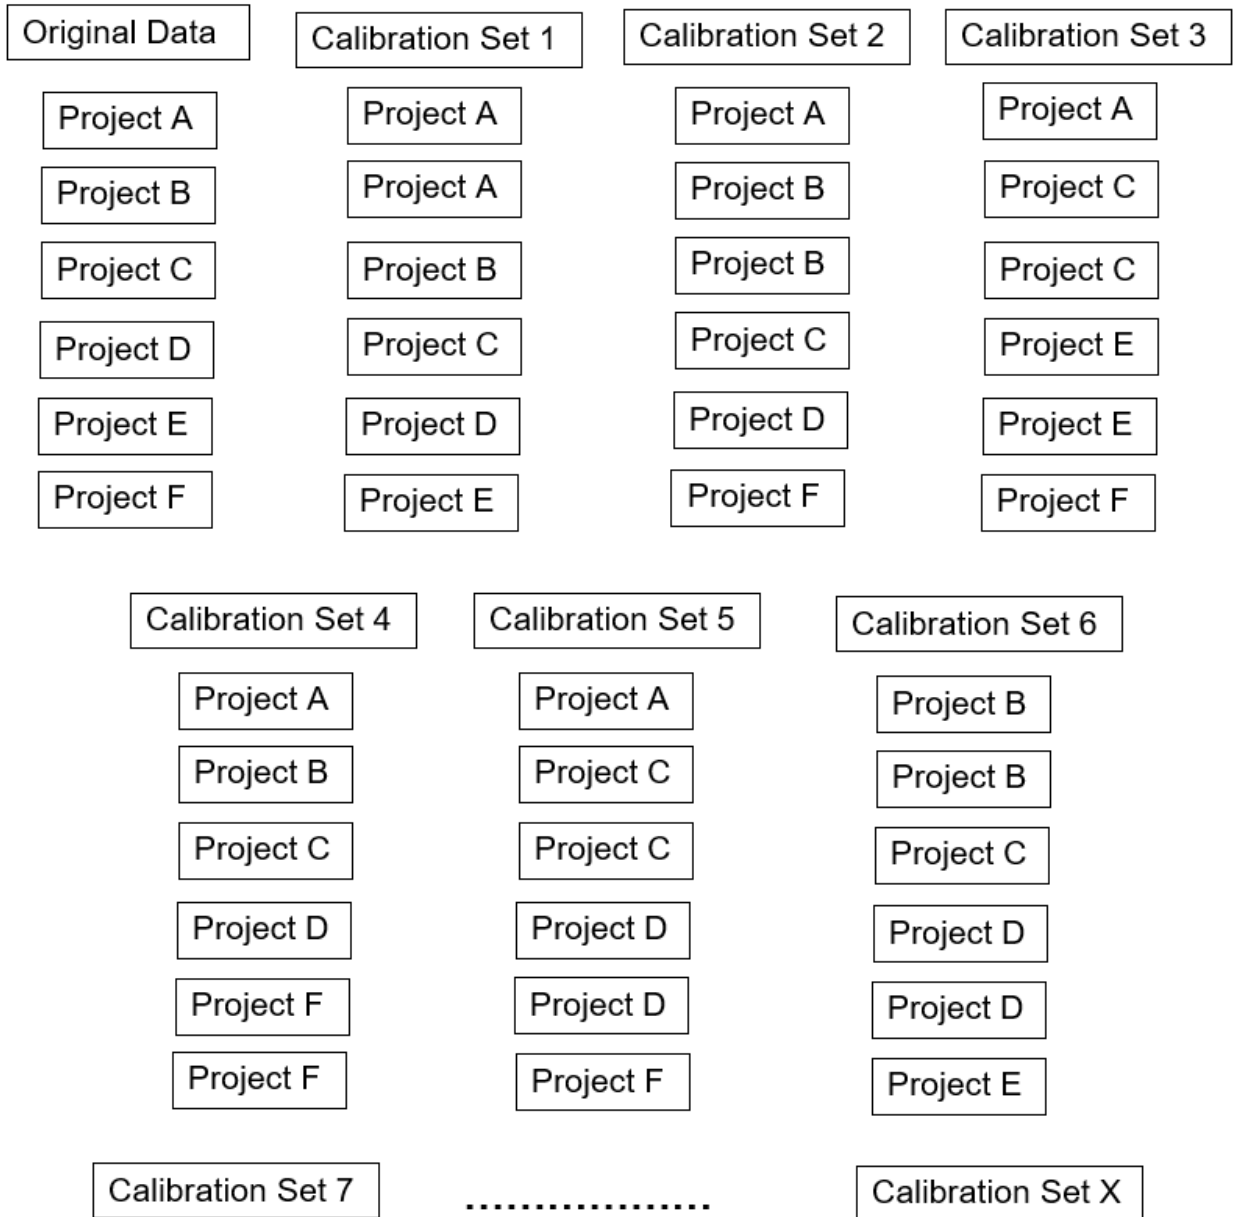 Original Data
Calibration Set 1
Calibration Set 2
Calibration Set 3
Project A
Project A
Project A
Project A
Project B
Project A
Project B
Project C
Project C
Project B
Project B
Project C
Project D
Project C
Project C
Project E
Project E
Project D
Project D
Project E
Project F
Project E
Project F
Project F
Calibration Set 4
Calibration Set 5
Calibration Set 6
Project A
Project A
Project B
Project B
Project C
Project B
Project C
Project C
Project C
Project D
Project D
Project D
Project F
Project D
Project D
Project F
Project F
Project E
Calibration Set 7
..................
Calibration Set X